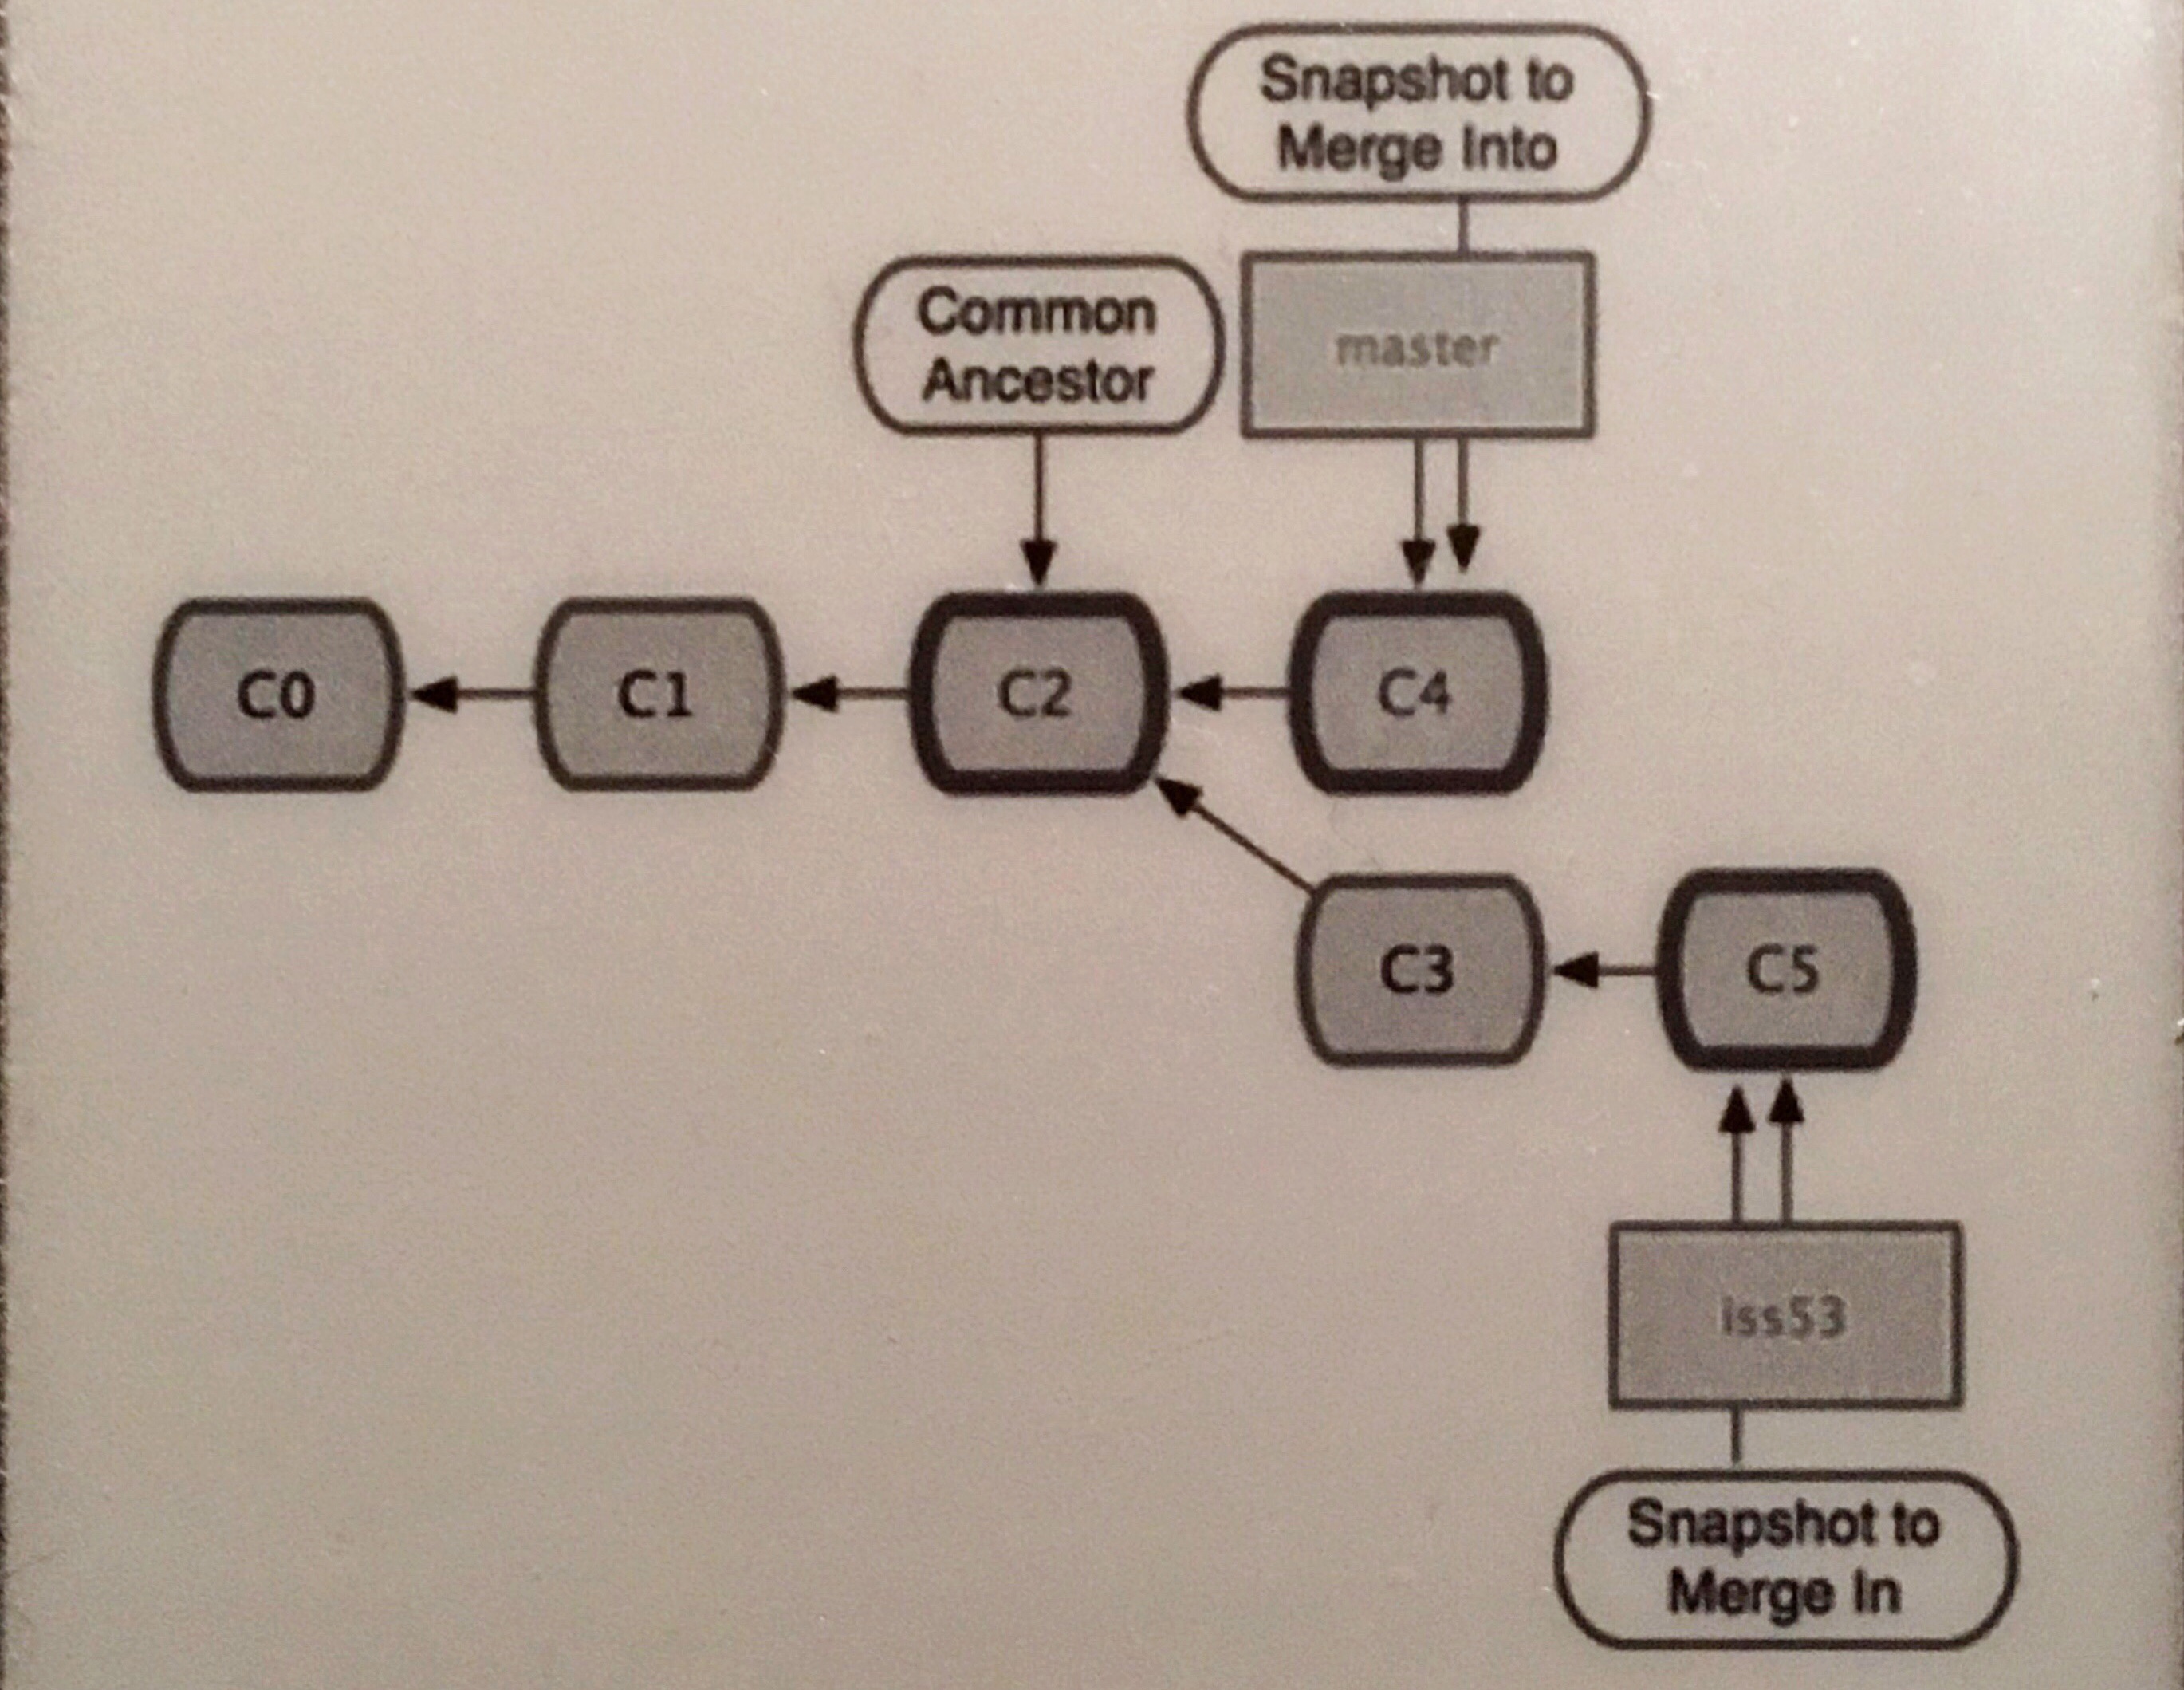 Snapshot to
Merge Into
Common
Ancestor
master
C0
C1
C2
C4
C3
C5
iss53
Snapshot to
Merge In